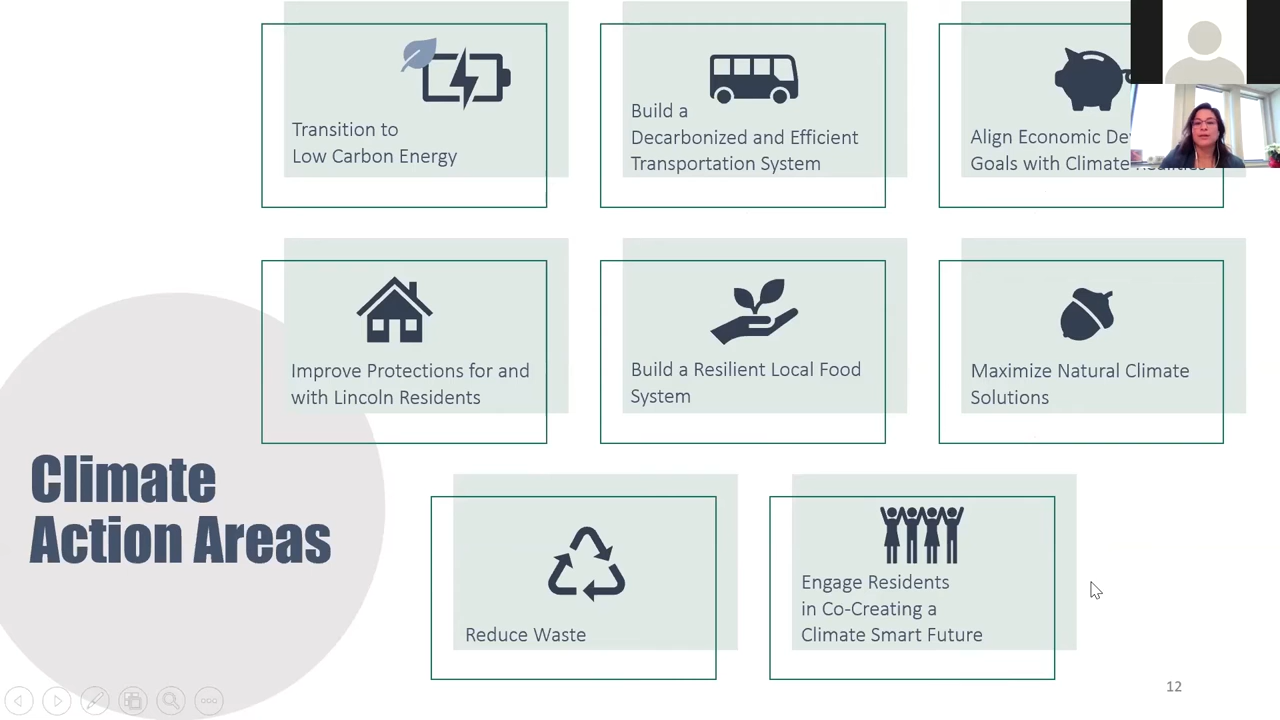 Transition to
Low Carbon Energy
Build a
Decarbonized and Efficient
Transportation System
Align Economic
Goals with Climate Realities
Improve Protections for and
with Lincoln Residents
Build a Resilient Local Food
System
Maximize Natural Climate
Solutions
Climate
Action Areas
Reduce Waste
Engage Residents
in Co-Creating a
Climate Smart Future
12